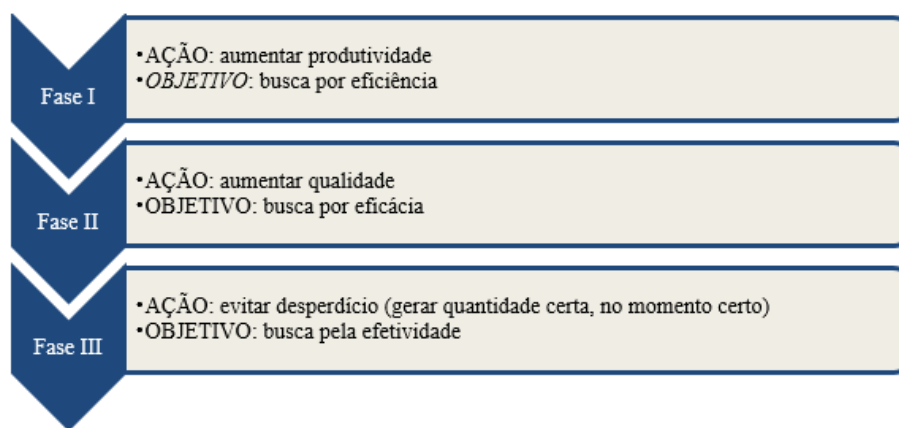 Fase I
•AÇÃO: aumentar produtividade
•OBJETIVO: busca por eficiência
Fase II
•AÇÃO: aumentar qualidade
•OBJETIVO: busca por eficácia
Fase III
•AÇÃO: evitar desperdício (gerar quantidade certa, no momento certo)
•OBJETIVO: busca pela efetividade